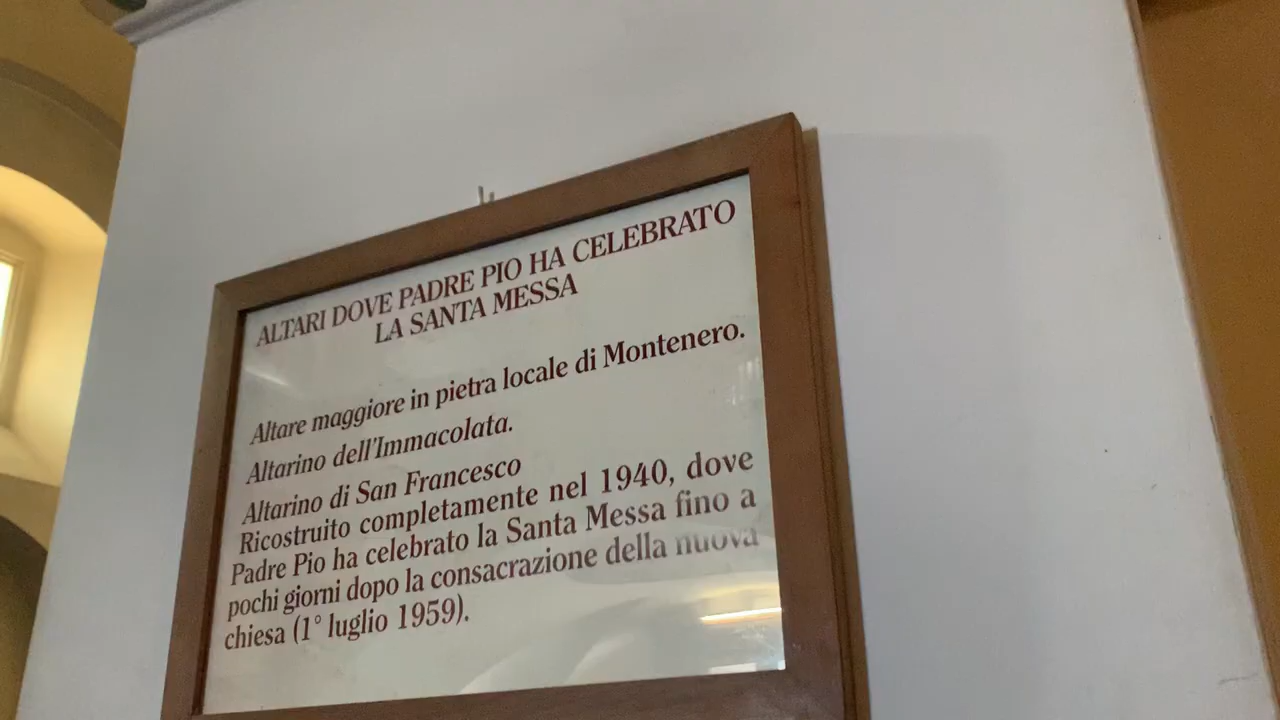 ALTARI DOVE PADRE PIO HA CELEBRATO
LA SANTA MESSA
Altare maggiore in pietra locale di Montenero.
Altarino dell'Immacolata.
Altarino di San Francesco
Ricostruito completamente nel 1940, dove
Padre Pio ha celebrato la Santa Messa fino a
pochi giorni dopo la consacrazione della nuova
chiesa (1° luglio 1959).